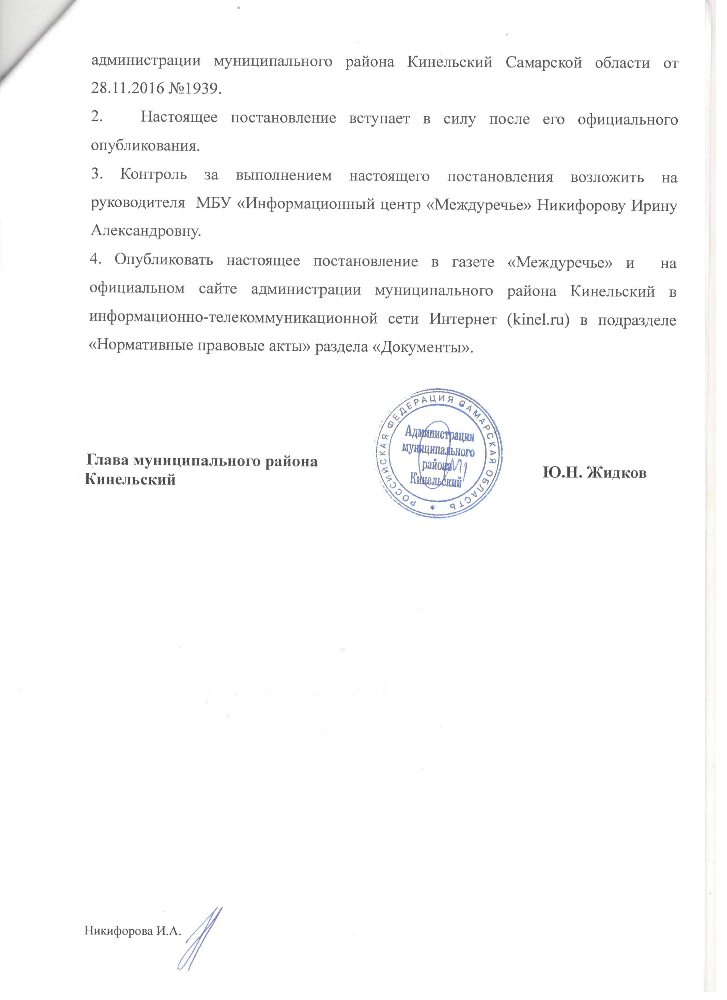 администрации муниципального района Кинельский Самарской области от
28.11.2016 №1939.
2. Настоящее постановление вступает в силу после его официального
опубликования.
3. Контроль за выполнением настоящего постановления возложить на
руководителя МБУ «Информационный центр «Междуречье» Никифорову Ирину
Александровну.
4. Опубликовать настоящее постановление в газете «Междуречье» и на
официальном сайте администрации муниципального района Кинельский в
информационно-телекоммуникационной сети Интернет (kinel.ru) в подразделе
«Нормативные правовые акты» раздела «Документы».
Глава муниципального района
Кинельский
РОССИЙСКАЯ ФЕДЕРАЦИЯ САМАРСКАЯ ОБЛАСТЬ *
Администрация
муниципального
района
Кинельский
Ю.Н. Жидков
Никифорова И.А.